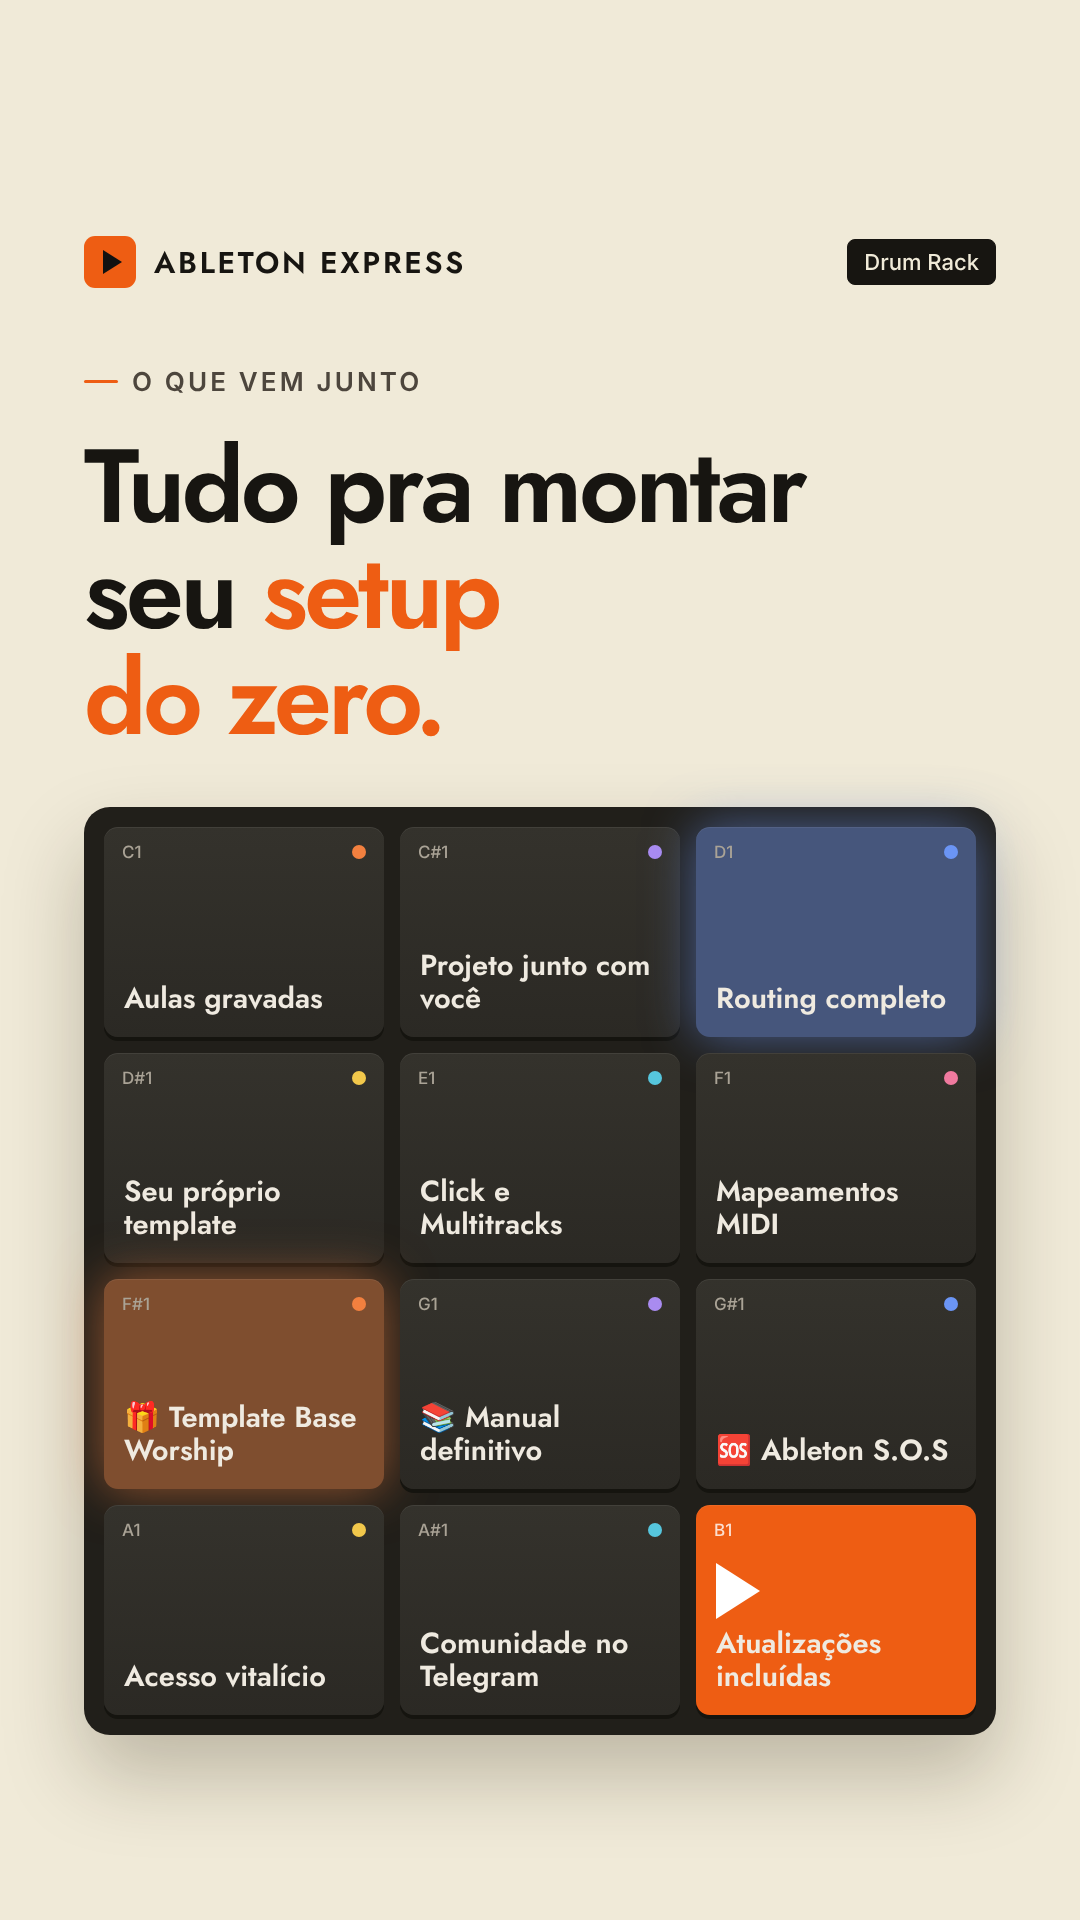 ABLETON EXPRESS
Drum Rack
O QUE VEM JUNTO
Tudo pra montar
seu setup
do zero.
C1
Aulas gravadas
C#1
Projeto junto com
você
D1
Routing completo
D#1
Seu próprio
template
E1
Click e
Multitracks
F1
Mapeamentos
MIDI
F#1
🎁 Template Base
Worship
G1
📚 Manual
definitivo
G#1
🆘 Ableton S.O.S
A1
Acesso vitalício
A#1
Comunidade no
Telegram
B1
Atualizações
incluídas